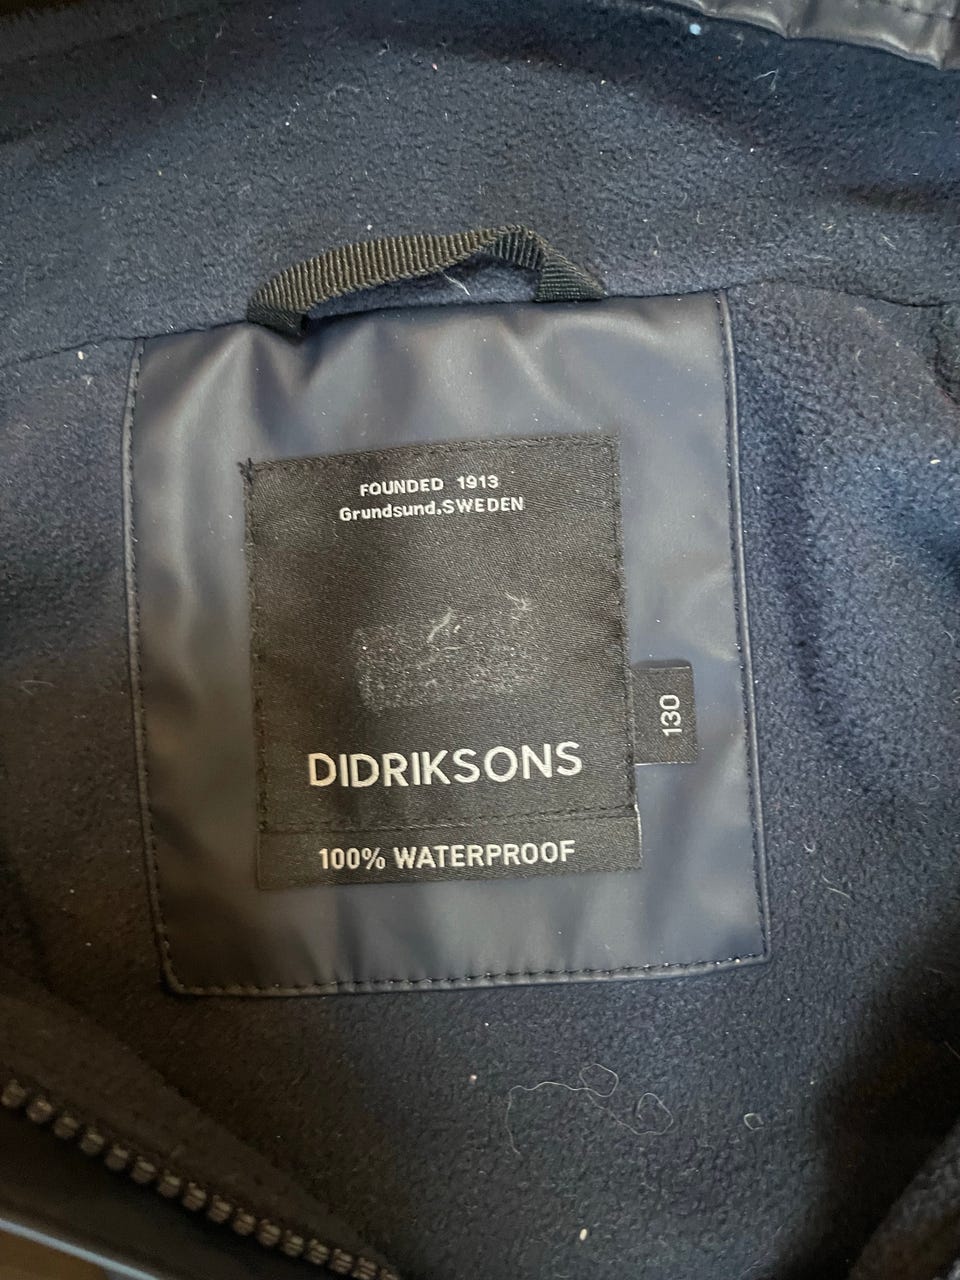 FOUNDED 1913
Grundsund.SWEDEN
DIDRIKSONS
130
100% WATERPROOF